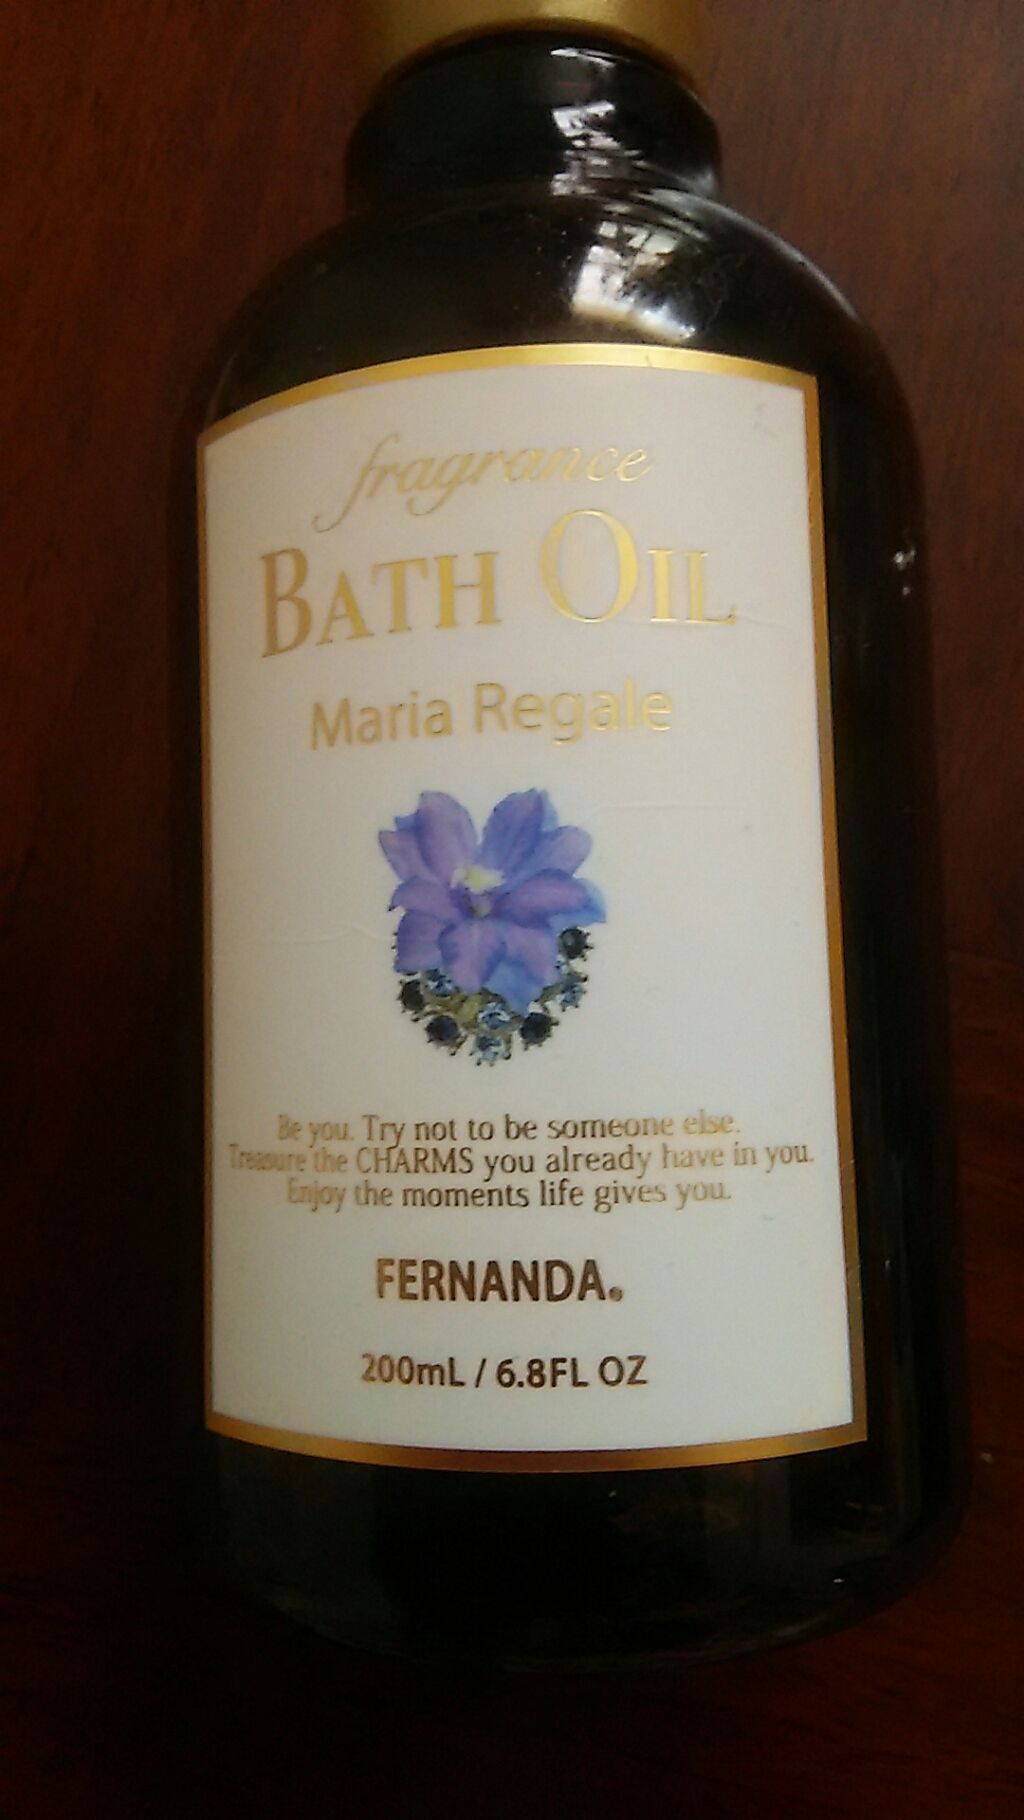 fragrance
BATH OIL
Maria Regale
Be you. Try not to be someone else.
Treasure the CHARMS you already have in you.
Enjoy the moments life gives you.
FERNANDA®
200mL / 6.8FL OZ